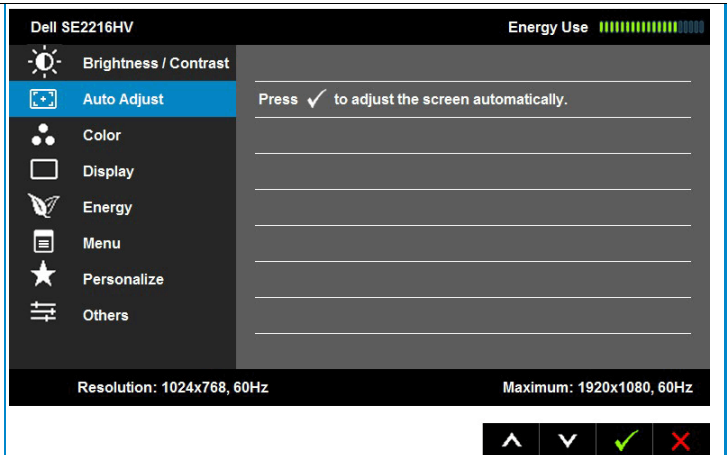 Dell SE2216HV Energy Use
Brightness / Contrast
Auto Adjust Press ✓ to adjust the screen automatically.
Color
Display
Energy
Menu
Personalize
Others
Resolution: 1024x768, 60Hz Maximum: 1920x1080, 60Hz